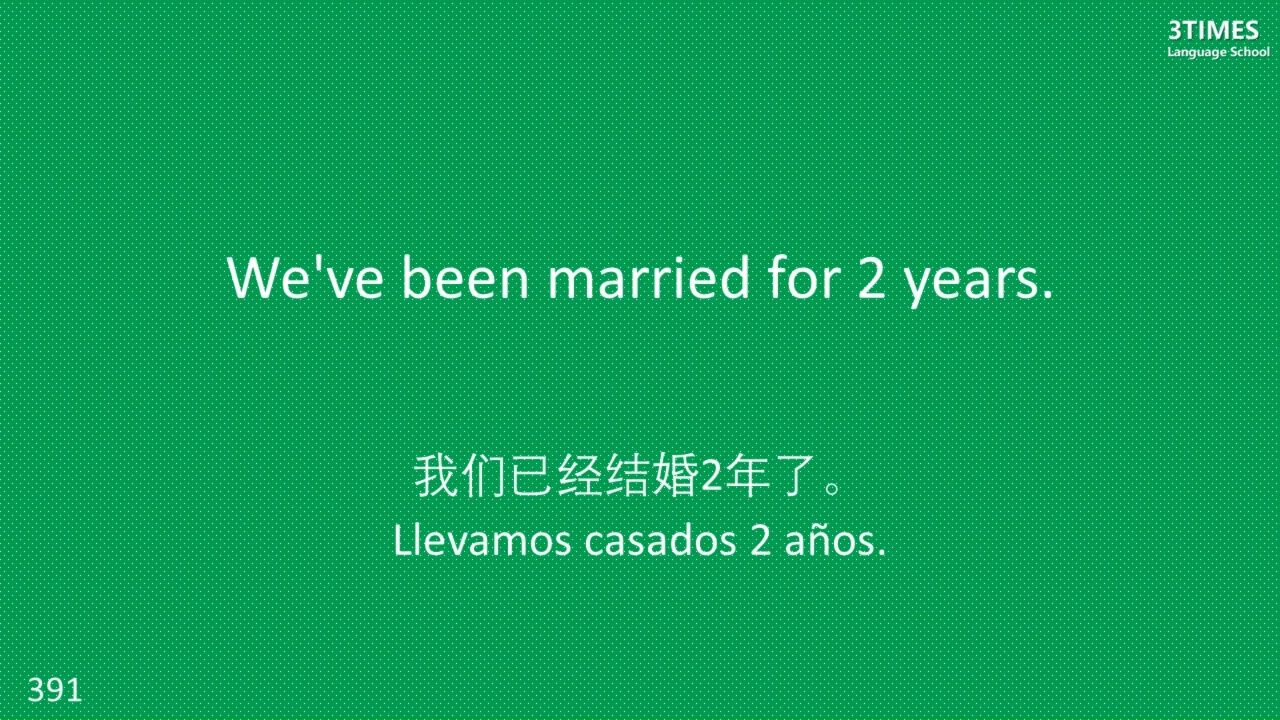 3TIMES
Language School
We've been married for 2 years.
我们已经结婚2年了。
Llevamos casados 2 años.
391